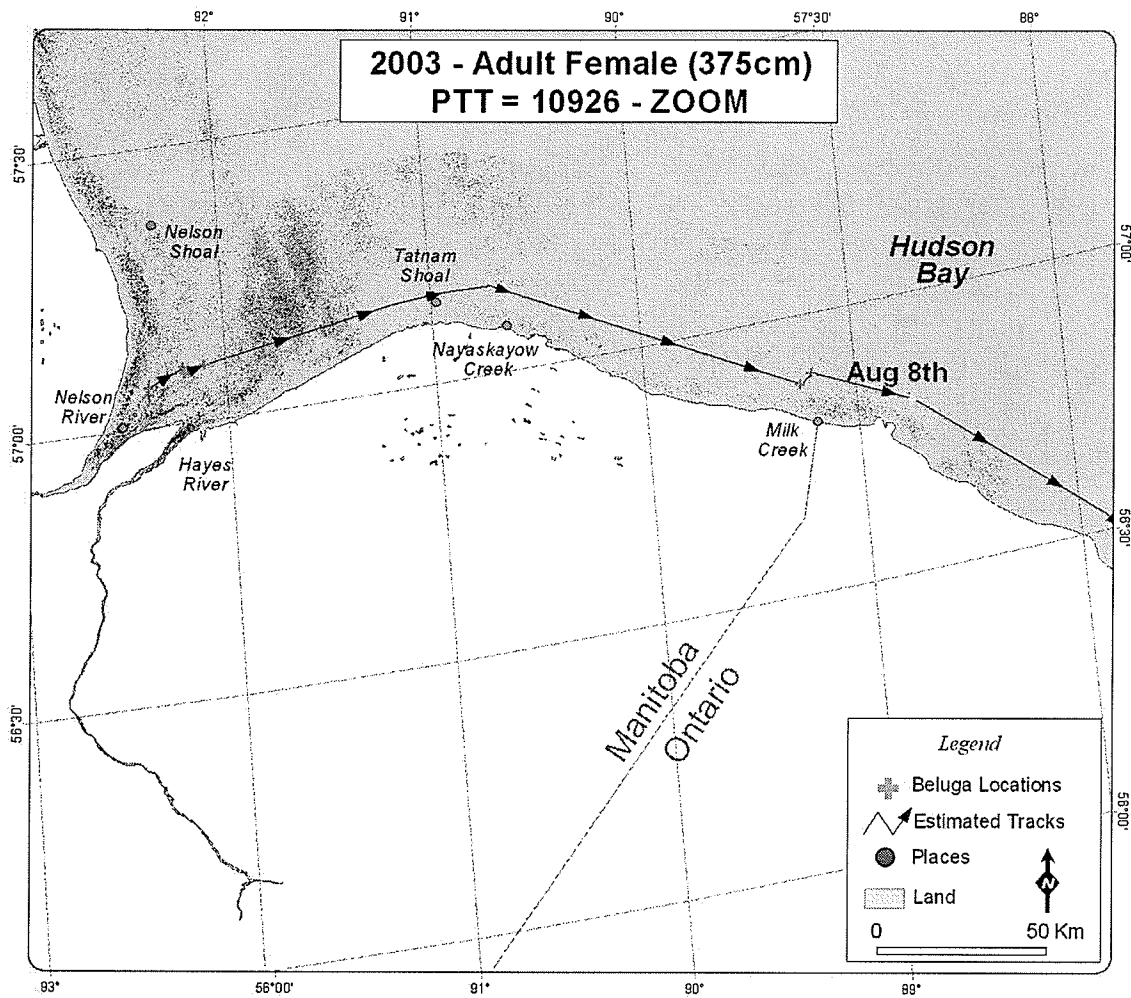 92°
91°
90°
57°30'
88°
2003 - Adult Female (375cm)
PTT = 10926 - ZOOM
57°30'
Nelson
Shoal
Tatnam
Shoal
Hudson
Bay
57°00'
Nayaskayow
Creek
Aug 8th
Nelson
River
57°00'
Hayes
River
Milk
Creek
56°30'
Manitoba
Ontario
56°30'
Legend
Beluga Locations
Estimated Tracks
Places
N
Land
0 50 Km
56°00'
93°
56°00'
91°
90°
89°